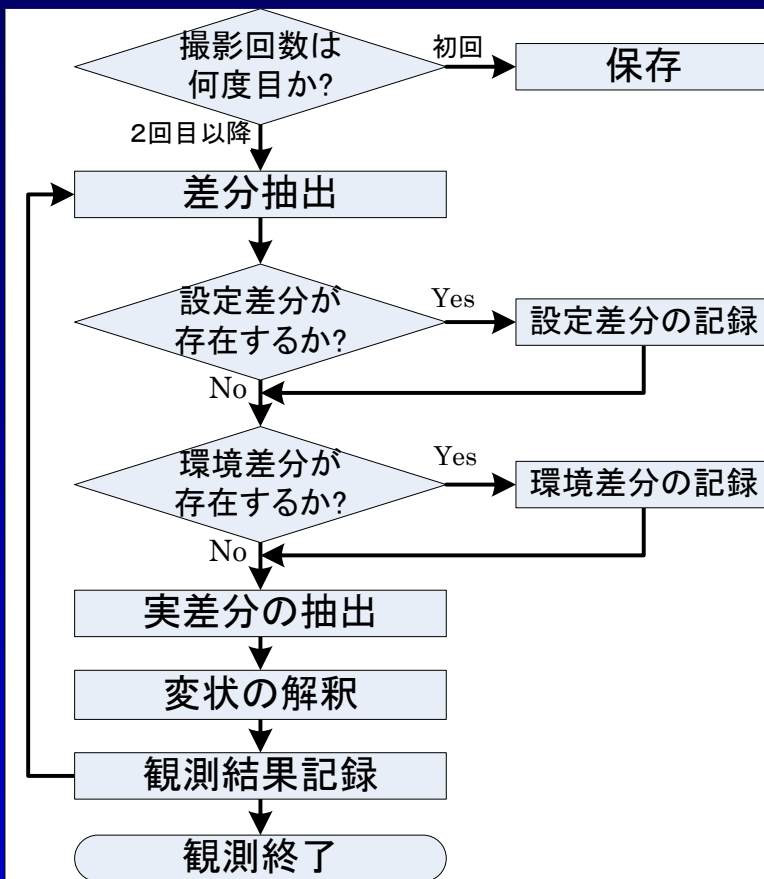 撮影回数は
何度目か?
初回
保存
２回目以降
差分抽出
設定差分が
存在するか?
Yes
設定差分の記録
No
環境差分が
存在するか?
Yes
環境差分の記録
No
実差分の抽出
変状の解釈
観測結果記録
観測終了